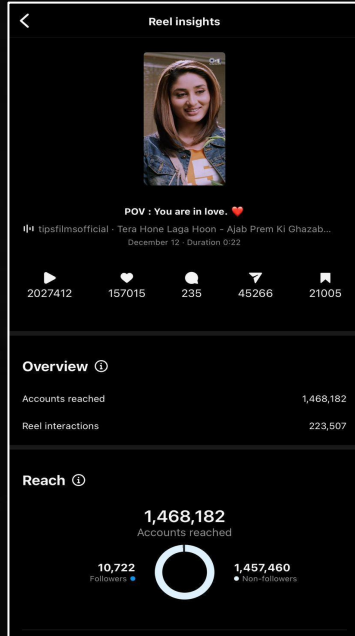 Reel insights
POV : You are in love. ❤️
tipsfilmsofficial · Tera Hone Laga Hoon - Ajab Prem Ki Ghazab...
December 12 · Duration 0:22
2027412 157015 235 45266 21005
Overview
Accounts reached 1,468,182
Reel interactions 223,507
Reach
1,468,182
Accounts reached
10,722 1,457,460
Followers Non-followers